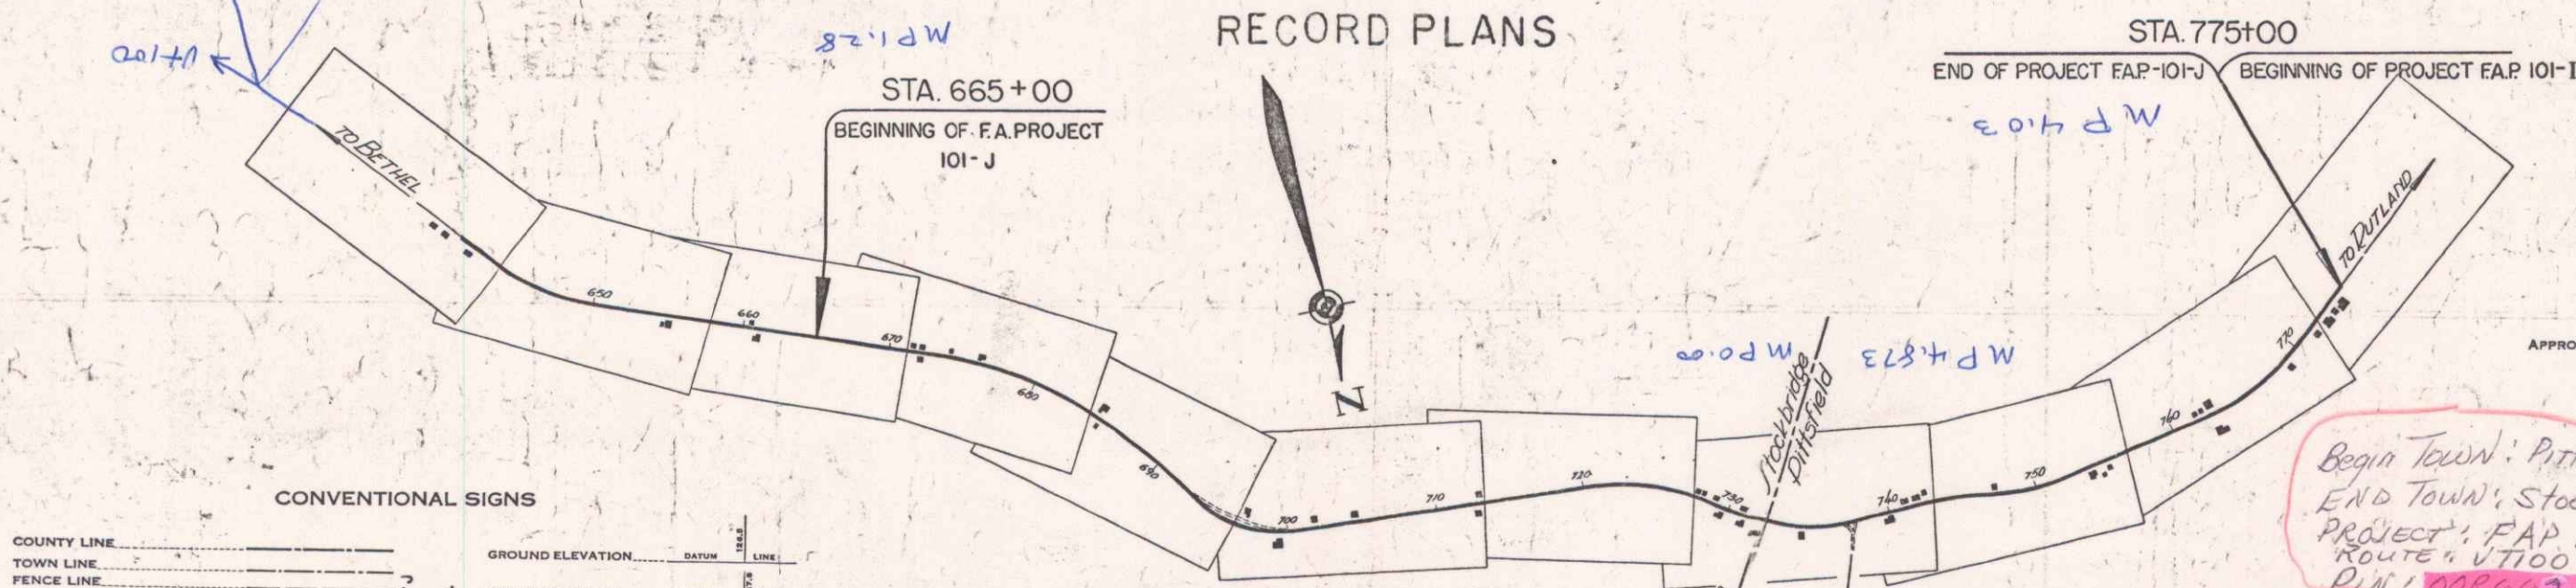 RECORD PLANS
VT100
MP 1.28
STA. 665+00
BEGINNING OF F.A. PROJECT
101-J
STA. 775+00
END OF PROJECT F.A.P.-101-J
BEGINNING OF PROJECT F.A.P. 101-I
MP 4.03
TO BETHEL
TO RUTLAND
N
650
660
670
680
690
700
710
720
730
740
750
760
770
MP 0.00
MP 4.873
Stockbridge
Pittsfield
APPRO
CONVENTIONAL SIGNS
COUNTY LINE
TOWN LINE
FENCE LINE
GROUND ELEVATION
DATUM
LINE
Begin Town: Pitt
END TOWN: Stoc
PROJECT: FAP
ROUTE: VT100